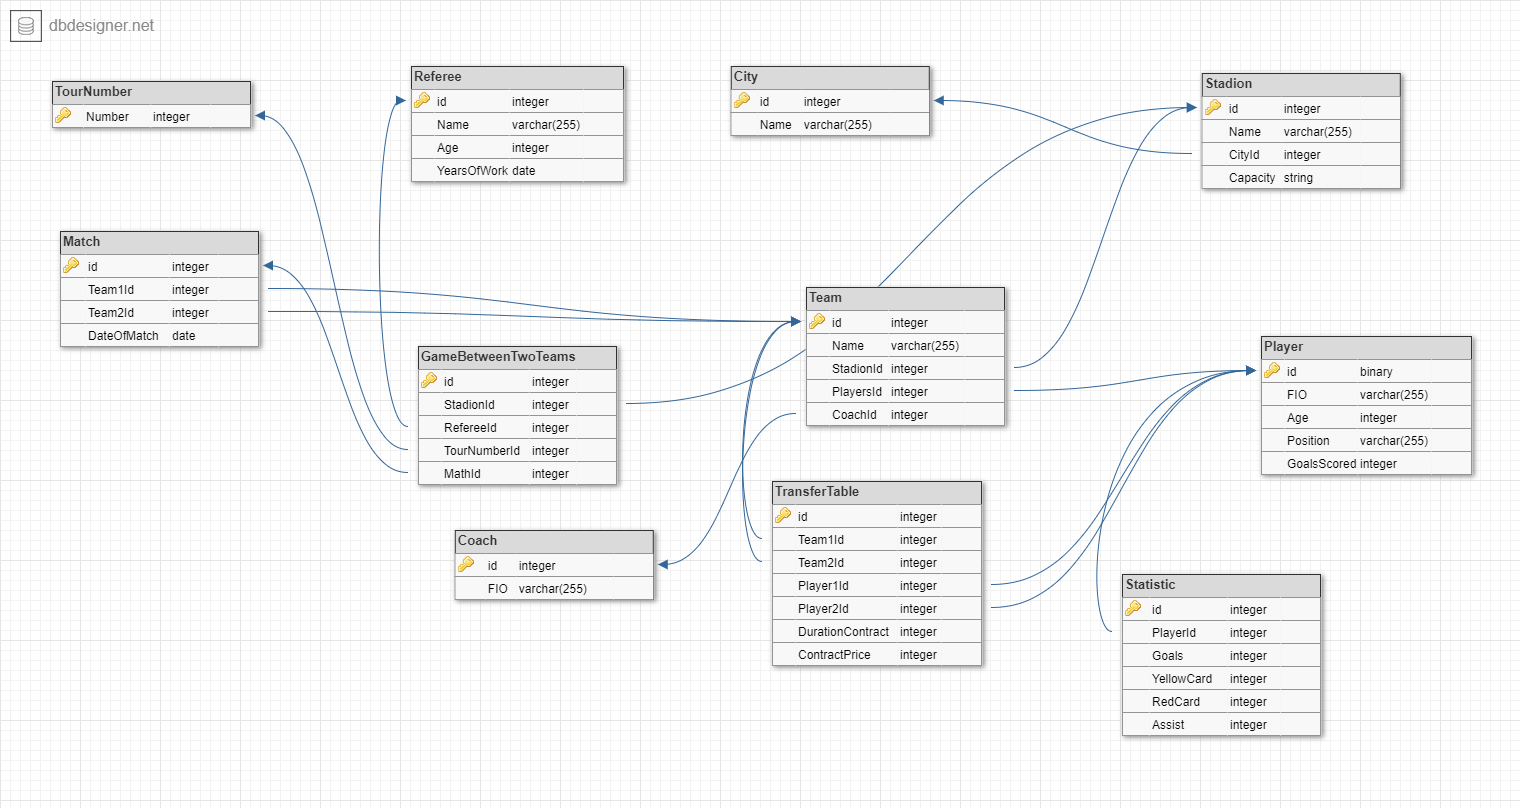 dbdesigner.net
TourNumber
Number integer
Referee
id integer
Name varchar(255)
Age integer
YearsOfWork date
City
id integer
Name varchar(255)
Stadion
id integer
Name varchar(255)
CityId integer
Capacity string
Match
id integer
Team1Id integer
Team2Id integer
DateOfMatch date
GameBetweenTwoTeams
id integer
StadionId integer
RefereeId integer
TourNumberId integer
MathId integer
Team
id integer
Name varchar(255)
StadionId integer
PlayersId integer
CoachId integer
Player
id binary
FIO varchar(255)
Age integer
Position varchar(255)
GoalsScored integer
Coach
id integer
FIO varchar(255)
TransferTable
id integer
Team1Id integer
Team2Id integer
Player1Id integer
Player2Id integer
DurationContract integer
ContractPrice integer
Statistic
id integer
PlayerId integer
Goals integer
YellowCard integer
RedCard integer
Assist integer